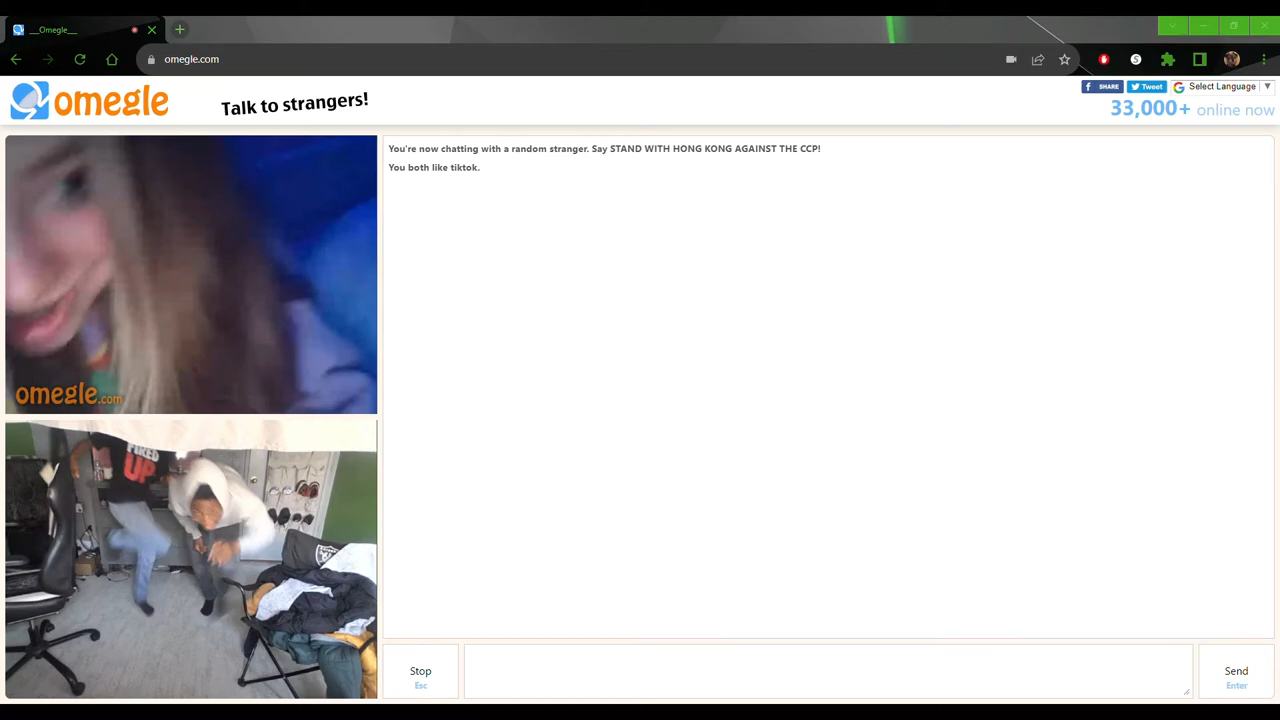 __Omegle__
omegle.com
omegle
Talk to strangers!
SHARE
Tweet
Select Language
33,000+ online now
You're now chatting with a random stranger. Say STAND WITH HONG KONG AGAINST THE CCP!
You both like tiktok.
omegle.com
FIRED
UP
Stop
Esc
Send
Enter